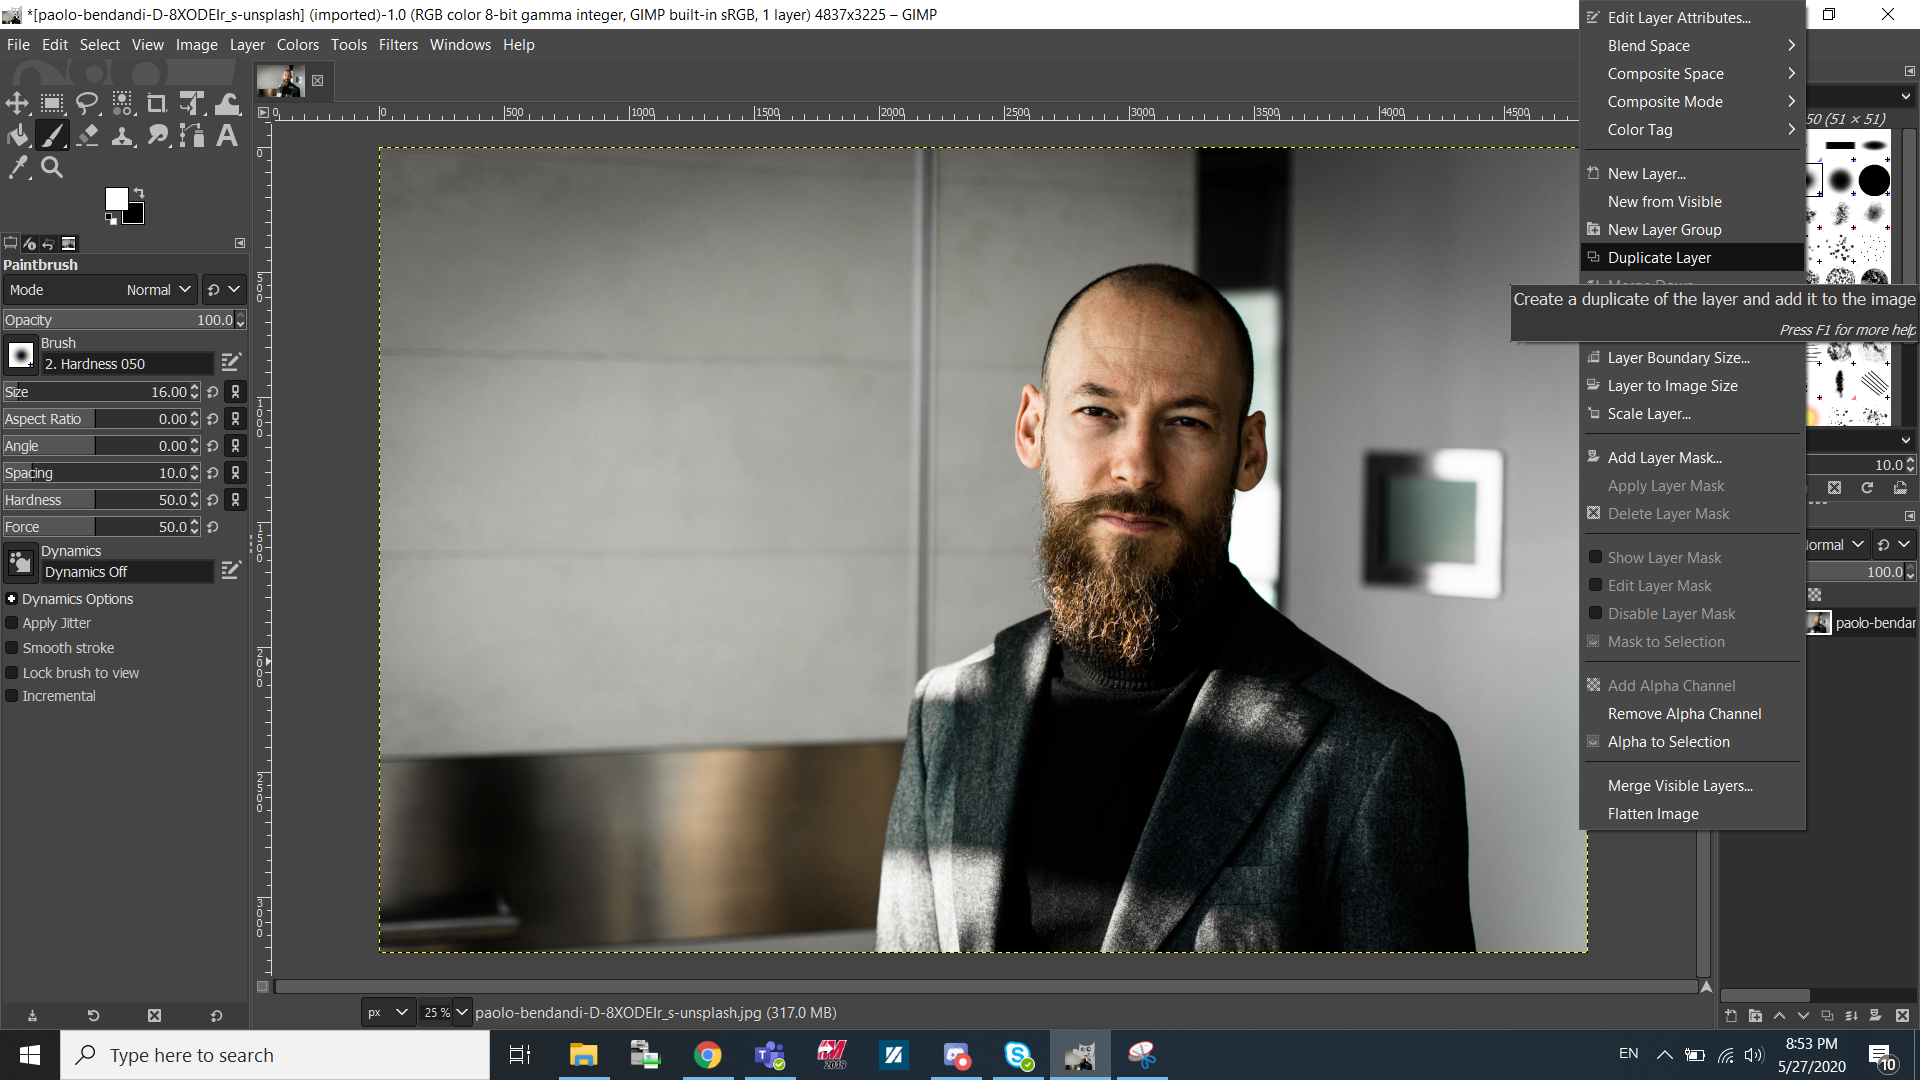 *[paolo-bendandi-D-8XODEIr_s-unsplash] (imported)-1.0 (RGB color 8-bit gamma integer, GIMP built-in sRGB, 1 layer) 4837x3225 – GIMP
File Edit Select View Image Layer Colors Tools Filters Windows Help
0 500 1000 1500 2000 2500 3000 3500 4000 4500
0
500
1000
1500
2000
2500
3000
Paintbrush
Mode Normal
Opacity 100.0
Brush
2. Hardness 050
Size 16.00
Aspect Ratio 0.00
Angle 0.00
Spacing 10.0
Hardness 50.0
Force 50.0
Dynamics
Dynamics Off
Dynamics Options
Apply Jitter
Smooth stroke
Lock brush to view
Incremental
Edit Layer Attributes...
Blend Space
Composite Space
Composite Mode
Color Tag
New Layer...
New from Visible
New Layer Group
Duplicate Layer
Create a duplicate of the layer and add it to the image
Press F1 for more help
Layer Boundary Size...
Layer to Image Size
Scale Layer...
Add Layer Mask...
Apply Layer Mask
Delete Layer Mask
Show Layer Mask
Edit Layer Mask
Disable Layer Mask
Mask to Selection
Add Alpha Channel
Remove Alpha Channel
Alpha to Selection
Merge Visible Layers...
Flatten Image
50 (51 × 51)
10.0
ormal
100.0
paolo-bendar
px 25 % paolo-bendandi-D-8XODEIr_s-unsplash.jpg (317.0 MB)
Type here to search
2019
EN
8:53 PM
5/27/2020
10